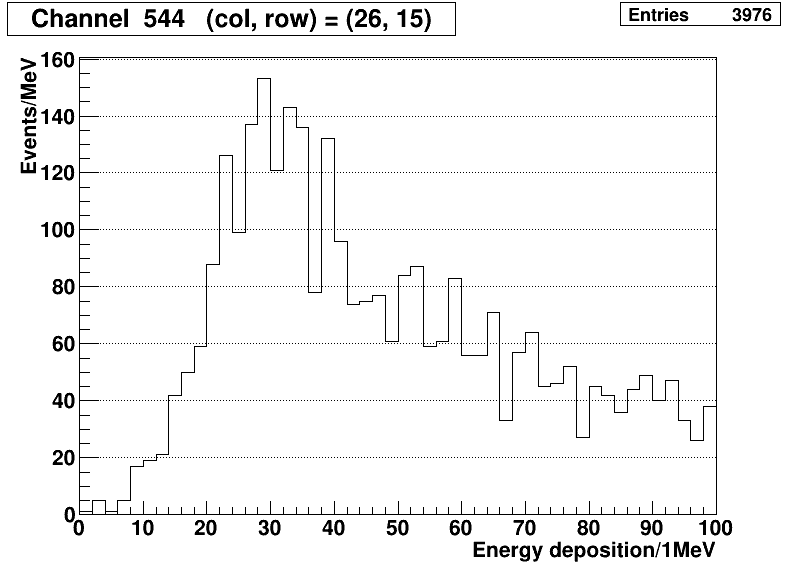 Channel 544 (col, row) = (26, 15)
Entries 3976
Events/MeV
160
140
120
100
80
60
40
20
0
0 10 20 30 40 50 60 70 80 90 100
Energy deposition/1MeV